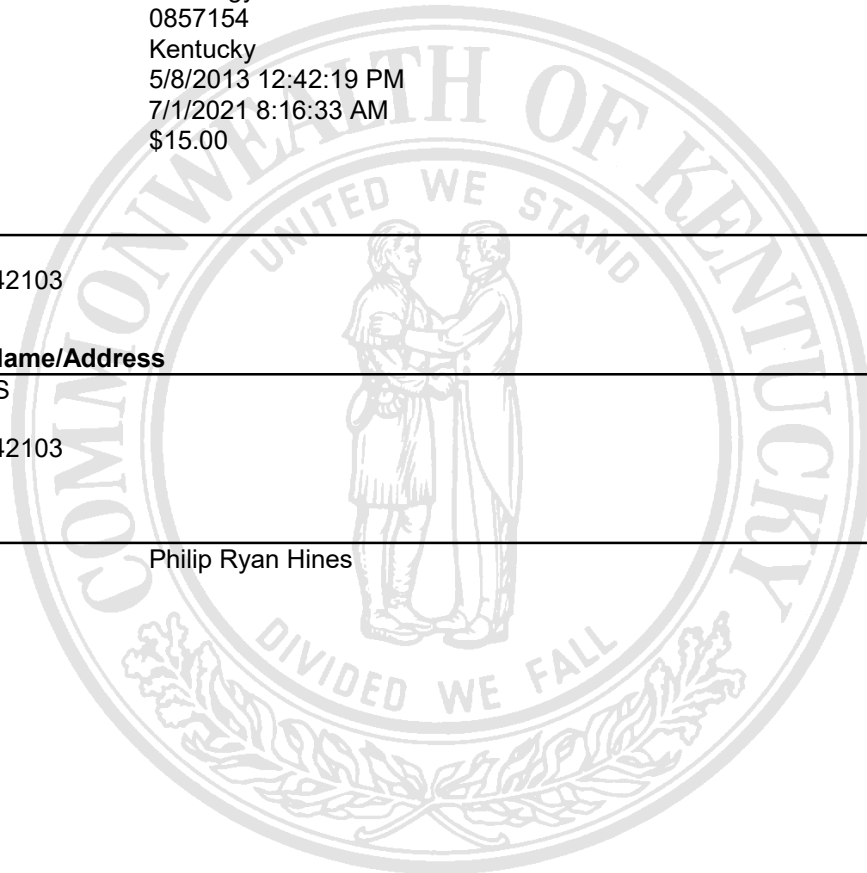 0857154
Kentucky
5/8/2013 12:42:19 PM
7/1/2021 8:16:33 AM
$15.00
COMMONWEALTH OF KENTUCKY
UNITED WE STAND
42103
Name/Address
S
42103
Philip Ryan Hines
DIVIDED WE FALL